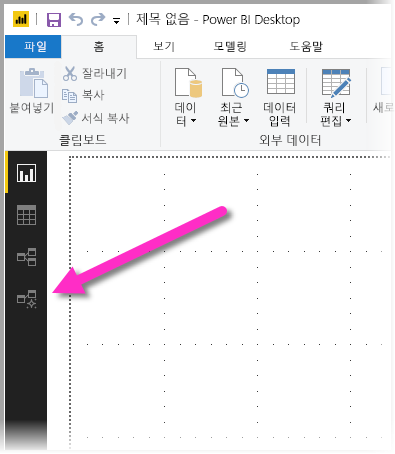 제목 없음 - Power BI Desktop
파일 홈 보기 모델링 도움말
붙여넣기
잘라내기
복사
서식 복사
클립보드
데이
터
최근
원본
데이터
입력
쿼리
편집
외부 데이터